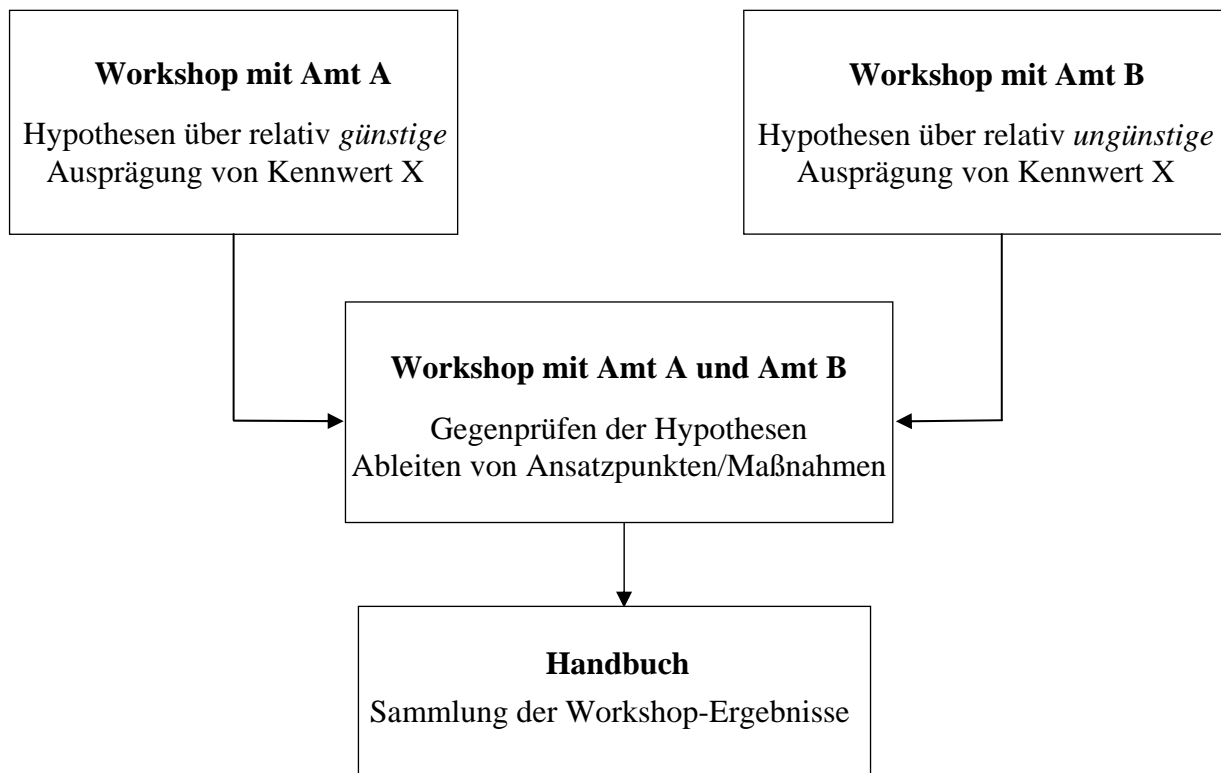 Workshop mit Amt A
Hypothesen über relativ günstige
Ausprägung von Kennwert X
Workshop mit Amt B
Hypothesen über relativ ungünstige
Ausprägung von Kennwert X
Workshop mit Amt A und Amt B
Gegenprüfen der Hypothesen
Ableiten von Ansatzpunkten/Maßnahmen
Handbuch
Sammlung der Workshop-Ergebnisse